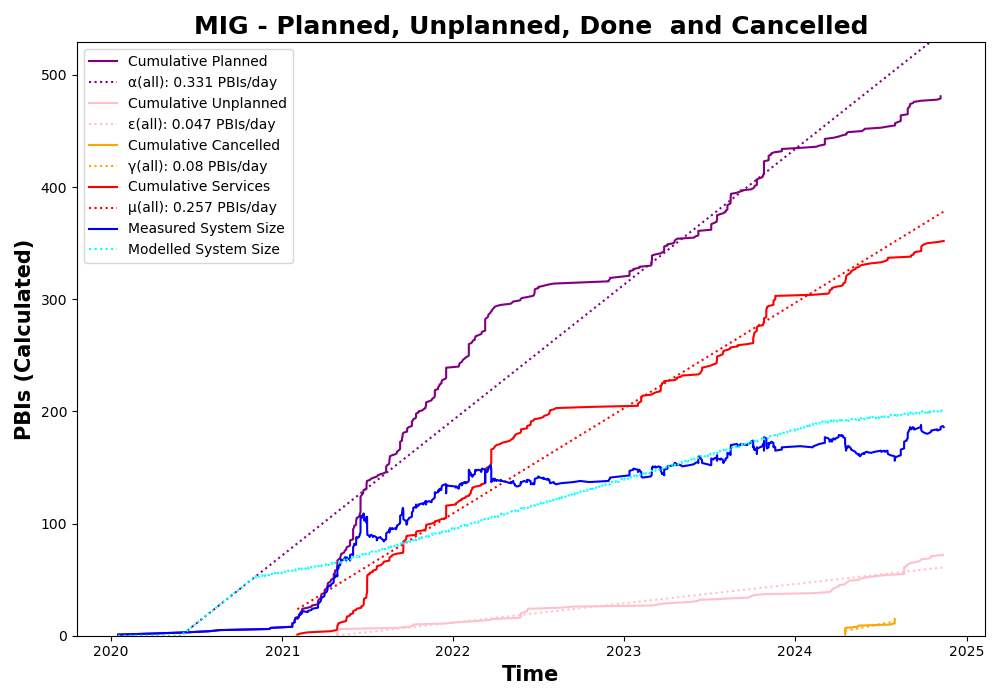 MIG - Planned, Unplanned, Done  and Cancelled
Cumulative Planned
α(all): 0.331 PBIs/day
Cumulative Unplanned
ε(all): 0.047 PBIs/day
Cumulative Cancelled
γ(all): 0.08 PBIs/day
Cumulative Services
μ(all): 0.257 PBIs/day
Measured System Size
Modelled System Size
PBIs (Calculated)
500
400
300
200
100
0
2020
2021
2022
2023
2024
2025
Time